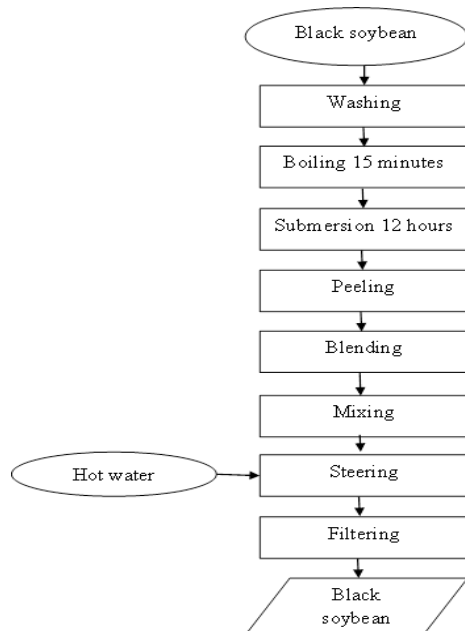 Black soybean
Washing
Boiling 15 minutes
Submersion 12 hours
Peeling
Blending
Mixing
Hot water
Steering
Filtering
Black
soybean